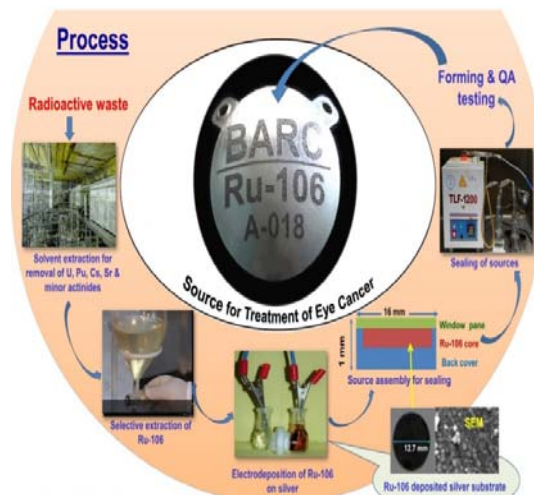 Process
Radioactive waste
Solvent extraction for
removal of U, Pu, Cs, Sr &
minor actinides
Selective extraction of
Ru-106
Electrodeposition of Ru-106
on silver
SEM
12.7 mm
Ru-106 deposited silver substrate
16 mm
1 mm
Window pane
Ru-106 core
Back cover
Source assembly for sealing
TLF-1200
Sealing of sources
Forming & QA
testing
BARC
Ru-106
A-018
Source for Treatment of Eye Cancer